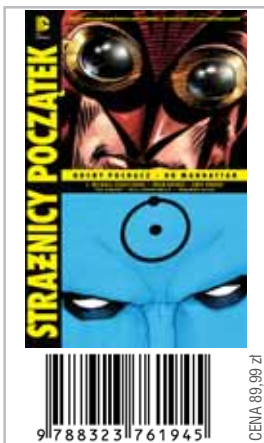 STRAŻNICY POCZĄTEK
NOCNY PUCHACZ – DR MANHATTAN
9 788323 761945
CENA 89,99 zł